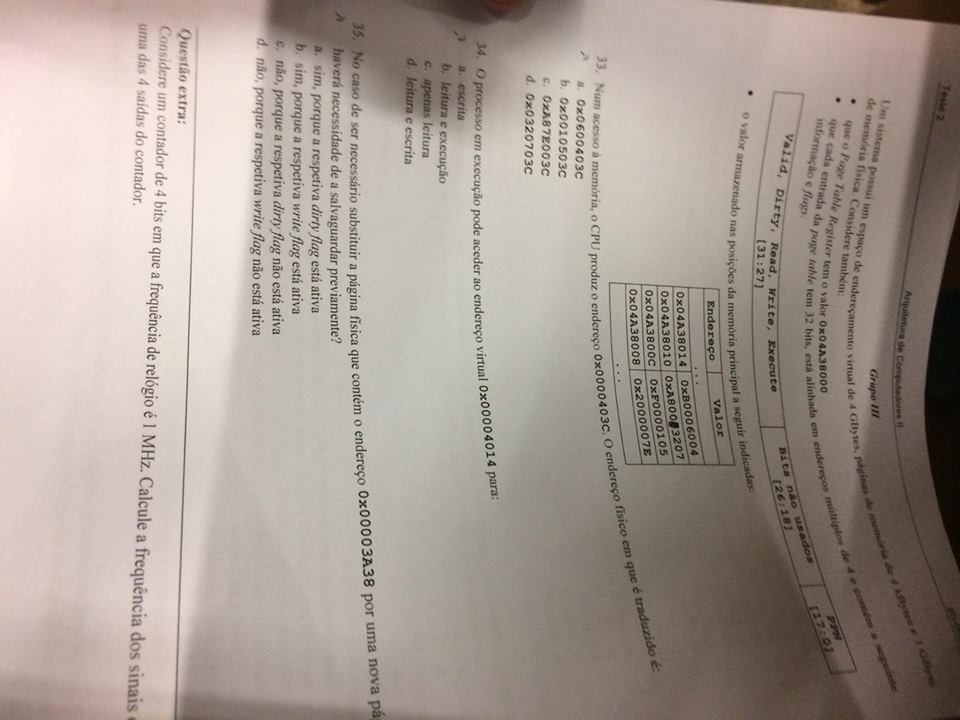 Teste 2
Arquitetura de Computadores II
Grupo III
Um sistema possui um espaço de endereçamento virtual de 4 GBytes, páginas de memória de 4 kBytes e 1 GByte
de memória física. Considere também:
• que o Page Table Register tem o valor 0x04A38000
• que cada entrada da page table tem 32 bits, está alinhada em endereços múltiplos de 4 e contém a seguinte
informação e flags:
Valid, Dirty, Read, Write, Execute Bits não usados PPN
[31:27] [26:18] [17:0]
• o valor armazenado nas posições da memória principal a seguir indicadas:
Endereço Valor
...
0x04A38014 0xB0006004
0x04A38010 0xA8003207
0x04A3800C 0xF0000105
0x04A38008 0x2000007E
...
33. Num acesso à memória, o CPU produz o endereço 0x0000403C. O endereço físico em que é traduzido é:
a. 0x0600403C
b. 0x0010503C
c. 0xA87E003C
d. 0x0320703C
34. O processo em execução pode aceder ao endereço virtual 0x00004014 para:
a. escrita
b. leitura e execução
c. apenas leitura
d. leitura e escrita
35. No caso de ser necessário substituir a página física que contém o endereço 0x00003A38 por uma nova pá
haverá necessidade de a salvaguardar previamente?
a. sim, porque a respetiva dirty flag está ativa
b. sim, porque a respetiva write flag está ativa
c. não, porque a respetiva dirty flag não está ativa
d. não, porque a respetiva write flag não está ativa
Questão extra:
Considere um contador de 4 bits em que a frequência de relógio é 1 MHz. Calcule a frequência dos sinais
uma das 4 saídas do contador.